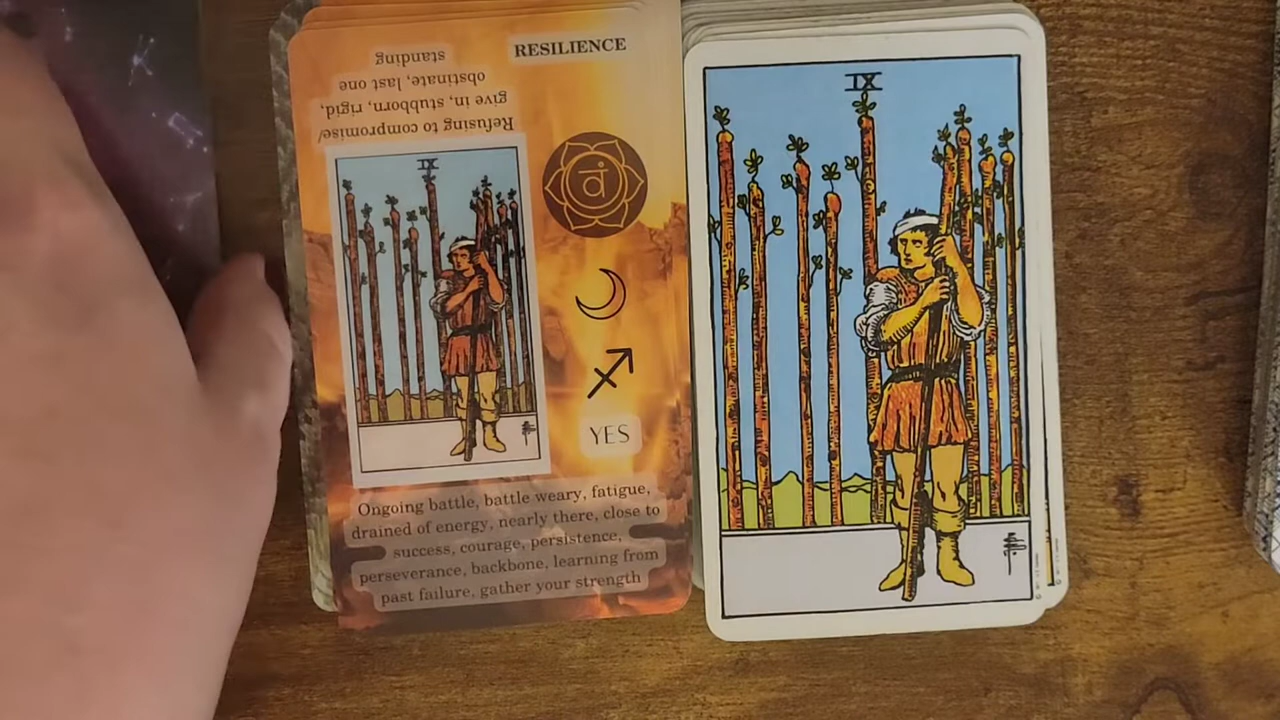 RESILIENCE
Refusing to compromise/
give in, stubborn, rigid,
obstinate, last one
standing
IX
व
YES
Ongoing battle, battle weary, fatigue,
drained of energy, nearly there, close to
success, courage, persistence,
perseverance, backbone, learning from
past failure, gather your strength
IX